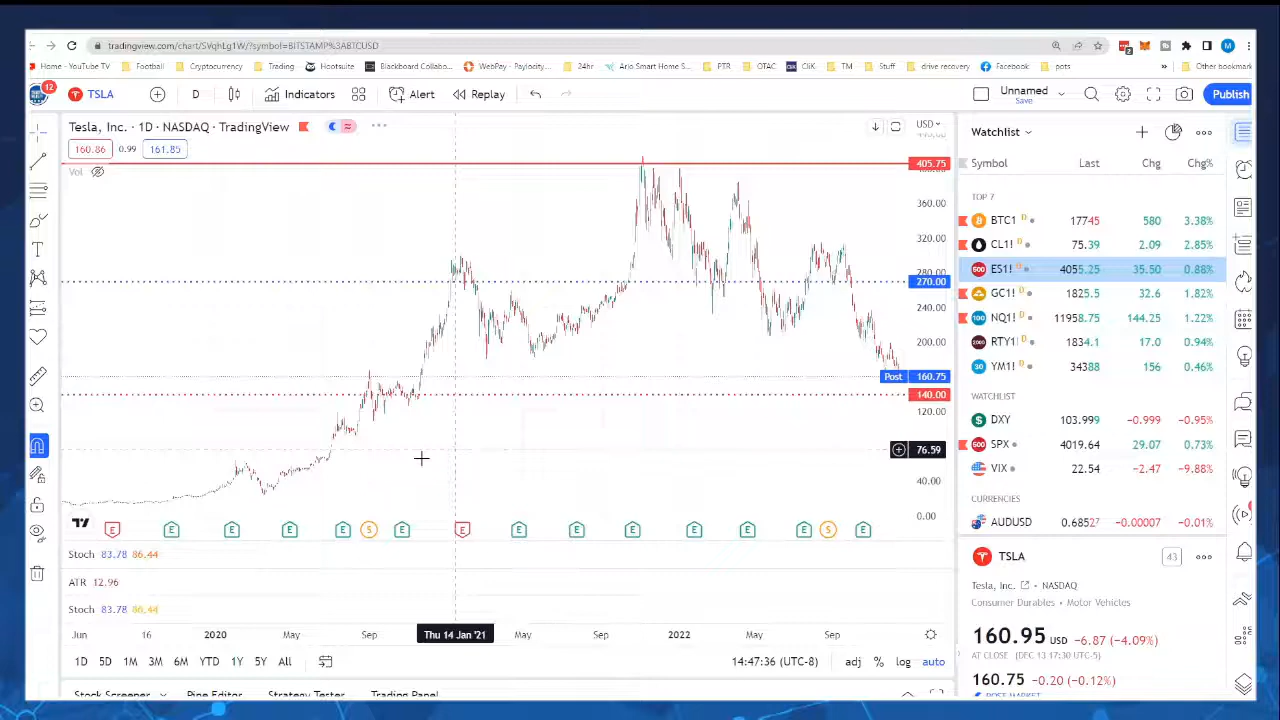 tradingview.com/chart/SVqhLg1W/?symbol=BITSTAMP%3ABTCUSD
Home - YouTube TV Football Cryptocurrency Trading Hootsuite Blackboard Collabo... WebPay - Paylocity... 24hr Arlo Smart Home S... PTR OTAC CliK TM Stuff drive recovery Facebook pots » Other bookmark
12 TSLA D Indicators Alert Replay Unnamed Save Publish
Tesla, Inc. · 1D · NASDAQ · TradingView USD
160.86 0.99 161.85
Vol
Watchlist
Symbol Last Chg Chg%
TOP 7
BTC1 D 17745 580 3.38%
CL1! D 75.39 2.09 2.85%
500 ES1! D 4055.25 35.50 0.88%
GC1! D 1825.5 32.6 1.82%
100 NQ1! D 11958.75 144.25 1.22%
2000 RTY1! D 1834.1 17.0 0.94%
30 YM1! D 34388 156 0.46%
WATCHLIST
DXY 103.999 -0.999 -0.95%
500 SPX 4019.64 29.07 0.73%
VIX 22.54 -2.47 -9.88%
CURRENCIES
AUDUSD 0.68527 -0.00007 -0.01%
405.75
360.00
320.00
280.00
270.00
240.00
200.00
Post 160.75
140.00
120.00
76.59
40.00
0.00
E E E E E S E E E E E E E E S E
Stoch 83.78 86.44
ATR 12.96
Stoch 83.78 86.44
Jun 16 2020 May Sep Thu 14 Jan '21 May Sep 2022 May Sep
1D 5D 1M 3M 6M YTD 1Y 5Y All 14:47:36 (UTC-8) adj % log auto
Stock Screener Pine Editor Strategy Tester Trading Panel
TSLA 43
Tesla, Inc. · NASDAQ
Consumer Durables · Motor Vehicles
160.95 USD -6.87 (-4.09%)
AT CLOSE (DEC 13 17:30 UTC-5)
160.75 -0.20 (-0.12%)
POST MARKET